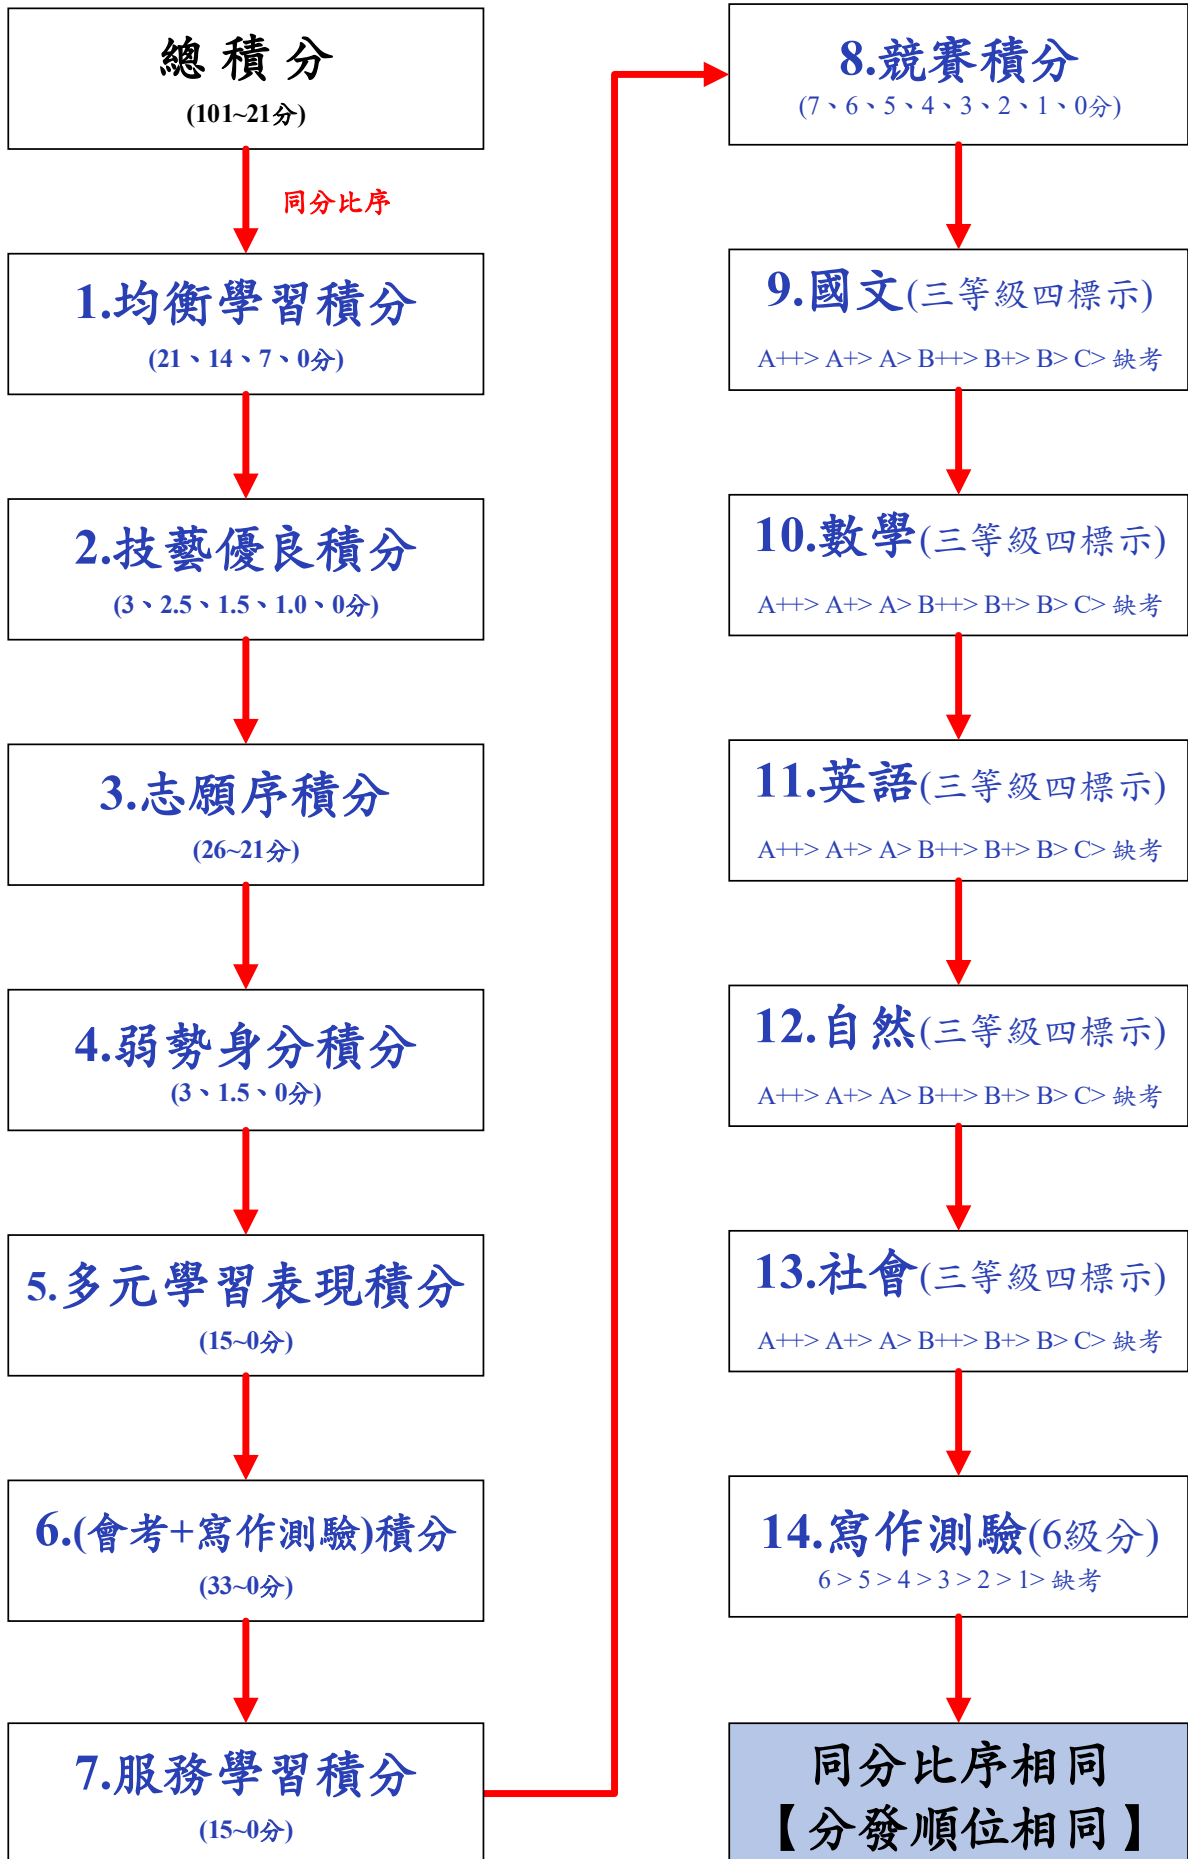 總積分
(101~21分)
同分比序
1.均衡學習積分
(21、14、7、0分)
2.技藝優良積分
(3、2.5、1.5、1.0、0分)
3.志願序積分
(26~21分)
4.弱勢身分積分
(3、1.5、0分)
5.多元學習表現積分
(15~0分)
6.(會考+寫作測驗)積分
(33~0分)
7.服務學習積分
(15~0分)
8.競賽積分
(7、6、5、4、3、2、1、0分)
9.國文(三等級四標示)
A++> A+> A> B++> B+> B> C> 缺考
10.數學(三等級四標示)
A++> A+> A> B++> B+> B> C> 缺考
11.英語(三等級四標示)
A++> A+> A> B++> B+> B> C> 缺考
12.自然(三等級四標示)
A++> A+> A> B++> B+> B> C> 缺考
13.社會(三等級四標示)
A++> A+> A> B++> B+> B> C> 缺考
14.寫作測驗(6級分)
6 > 5 > 4 > 3 > 2 > 1> 缺考
同分比序相同
【分發順位相同】